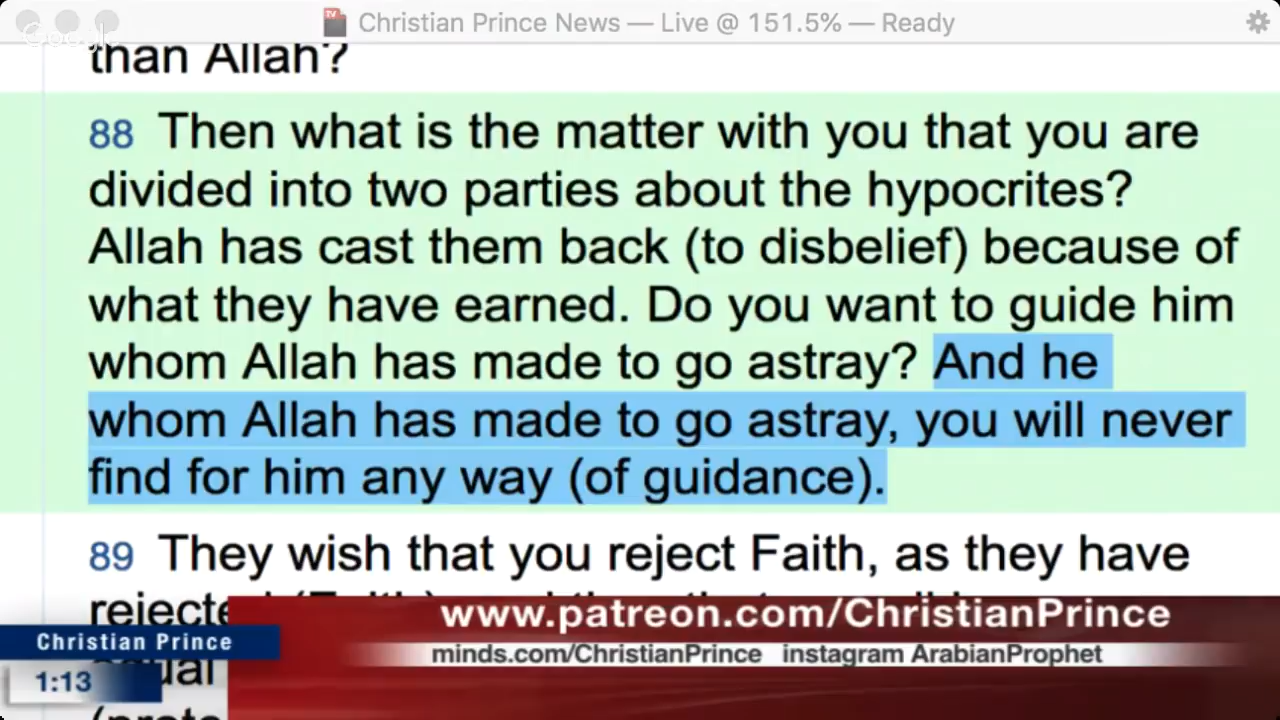 Christian Prince News — Live @ 151.5% — Ready
Google
than Allah?
88 Then what is the matter with you that you are
divided into two parties about the hypocrites?
Allah has cast them back (to disbelief) because of
what they have earned. Do you want to guide him
whom Allah has made to go astray? And he
whom Allah has made to go astray, you will never
find for him any way (of guidance).
89 They wish that you reject Faith, as they have
www.patreon.com/ChristianPrince
Christian Prince
minds.com/ChristianPrince instagram ArabianProphet
1:13